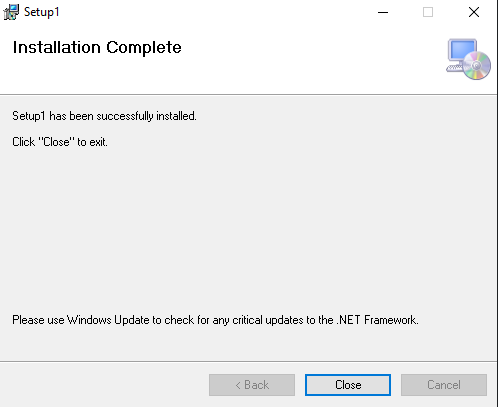 Setup1
Installation Complete
Setup1 has been successfully installed.
Click "Close" to exit.
Please use Windows Update to check for any critical updates to the .NET Framework.
< Back
Close
Cancel